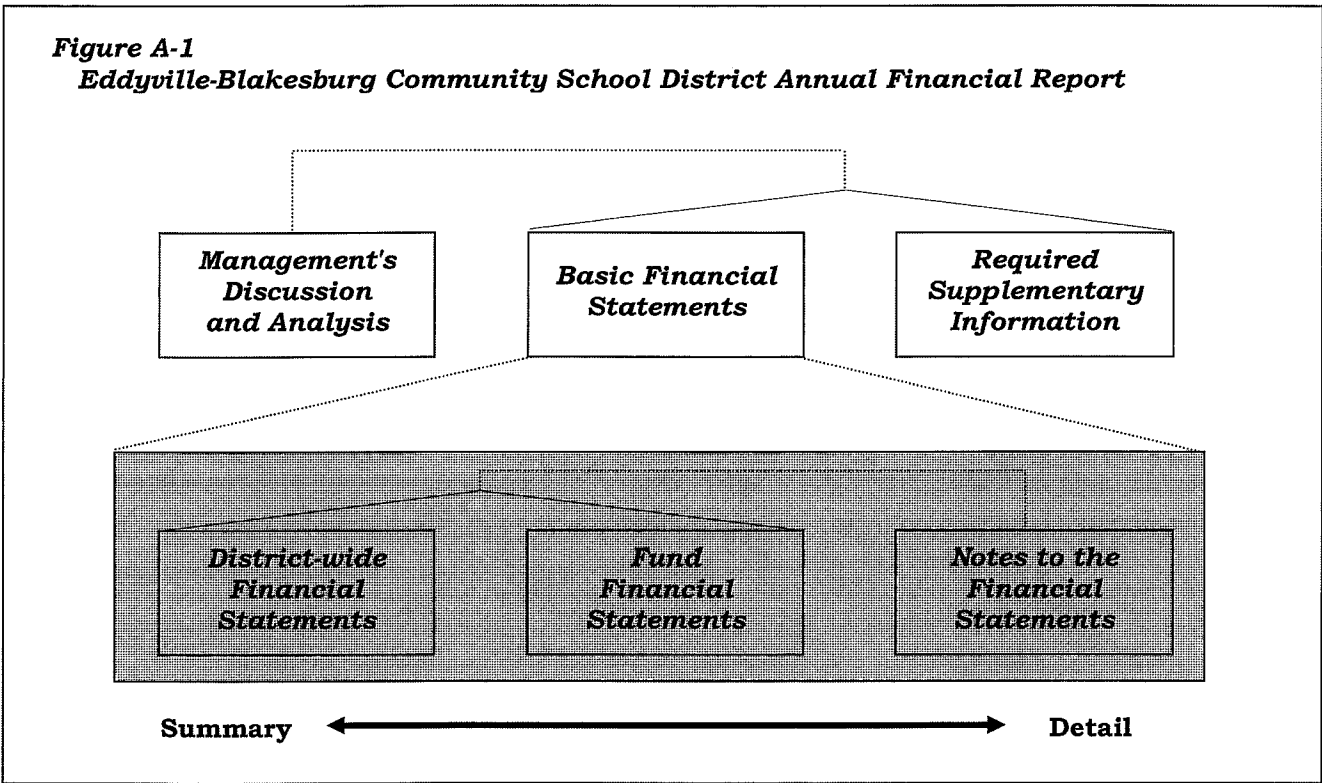 Figure A-1
Eddyville-Blakesburg Community School District Annual Financial Report
Management's
Discussion
and Analysis
Basic Financial
Statements
Required
Supplementary
Information
District-wide
Financial
Statements
Fund
Financial
Statements
Notes to the
Financial
Statements
Summary
Detail